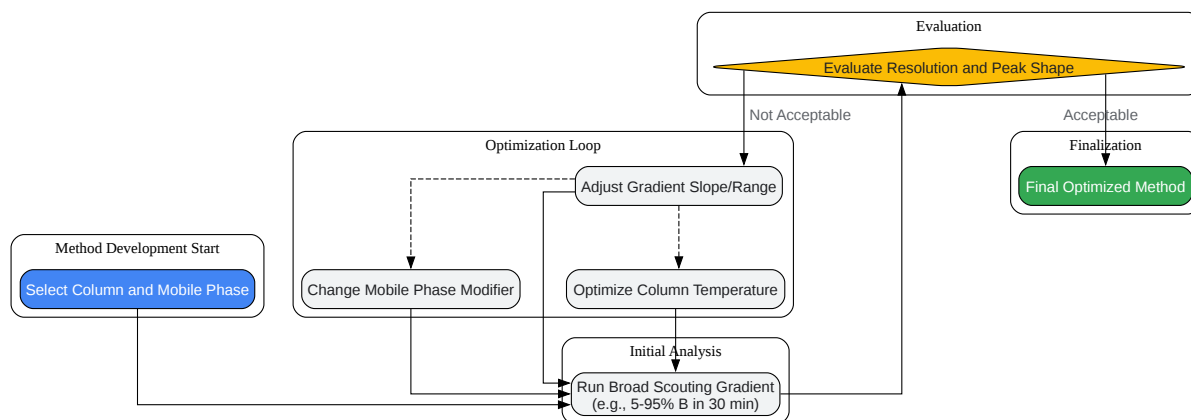 Evaluation
Evaluate Resolution and Peak Shape
Not Acceptable
Acceptable
Optimization Loop
Finalization
Adjust Gradient Slope/Range
Final Optimized Method
Method Development Start
Select Column and Mobile Phase
Change Mobile Phase Modifier
Optimize Column Temperature
Initial Analysis
Run Broad Scouting Gradient
(e.g., 5-95% B in 30 min)